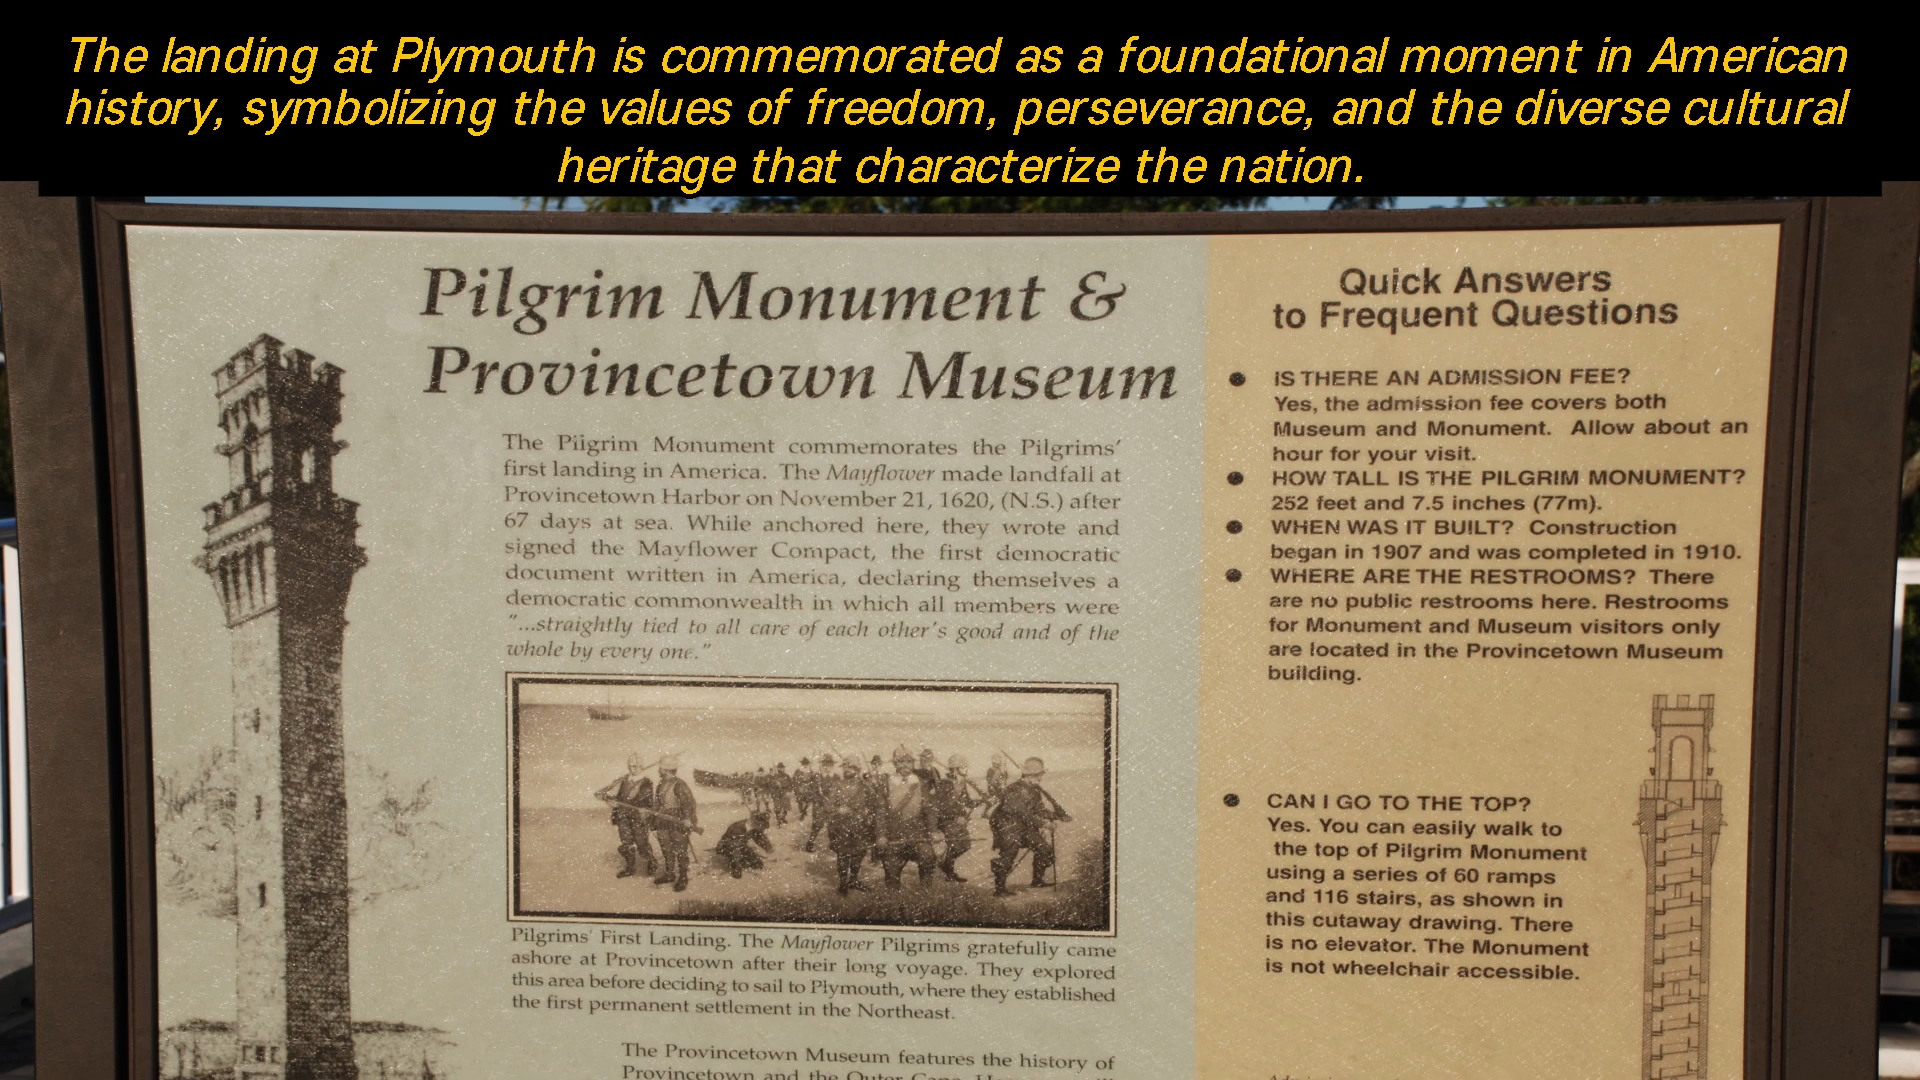 The landing at Plymouth is commemorated as a foundational moment in American
history, symbolizing the values of freedom, perseverance, and the diverse cultural
heritage that characterize the nation.
Pilgrim Monument &
Provincetown Museum
The Pilgrim Monument commemorates the Pilgrims'
first landing in America. The Mayflower made landfall at
Provincetown Harbor on November 21, 1620, (N.S.) after
67 days at sea. While anchored here, they wrote and
signed the Mayflower Compact, the first democratic
document written in America, declaring themselves a
democratic commonwealth in which all members were
"...straightly tied to all care of each other's good and of the
whole by every one."
Pilgrims' First Landing. The Mayflower Pilgrims gratefully came
ashore at Provincetown after their long voyage. They explored
this area before deciding to sail to Plymouth, where they established
the first permanent settlement in the Northeast.
The Provincetown Museum features the history of
Provincetown and the Outer Cape.
Quick Answers
to Frequent Questions
• IS THERE AN ADMISSION FEE?
Yes, the admission fee covers both
Museum and Monument. Allow about an
hour for your visit.
• HOW TALL IS THE PILGRIM MONUMENT?
252 feet and 7.5 inches (77m).
• WHEN WAS IT BUILT? Construction
began in 1907 and was completed in 1910.
• WHERE ARE THE RESTROOMS? There
are no public restrooms here. Restrooms
for Monument and Museum visitors only
are located in the Provincetown Museum
building.
• CAN I GO TO THE TOP?
Yes. You can easily walk to
the top of Pilgrim Monument
using a series of 60 ramps
and 116 stairs, as shown in
this cutaway drawing. There
is no elevator. The Monument
is not wheelchair accessible.